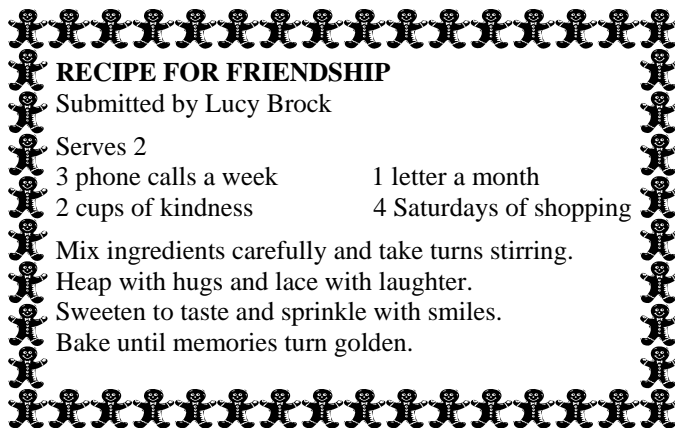 RECIPE FOR FRIENDSHIP
Submitted by Lucy Brock
Serves 2
3 phone calls a week 1 letter a month
2 cups of kindness 4 Saturdays of shopping
Mix ingredients carefully and take turns stirring.
Heap with hugs and lace with laughter.
Sweeten to taste and sprinkle with smiles.
Bake until memories turn golden.